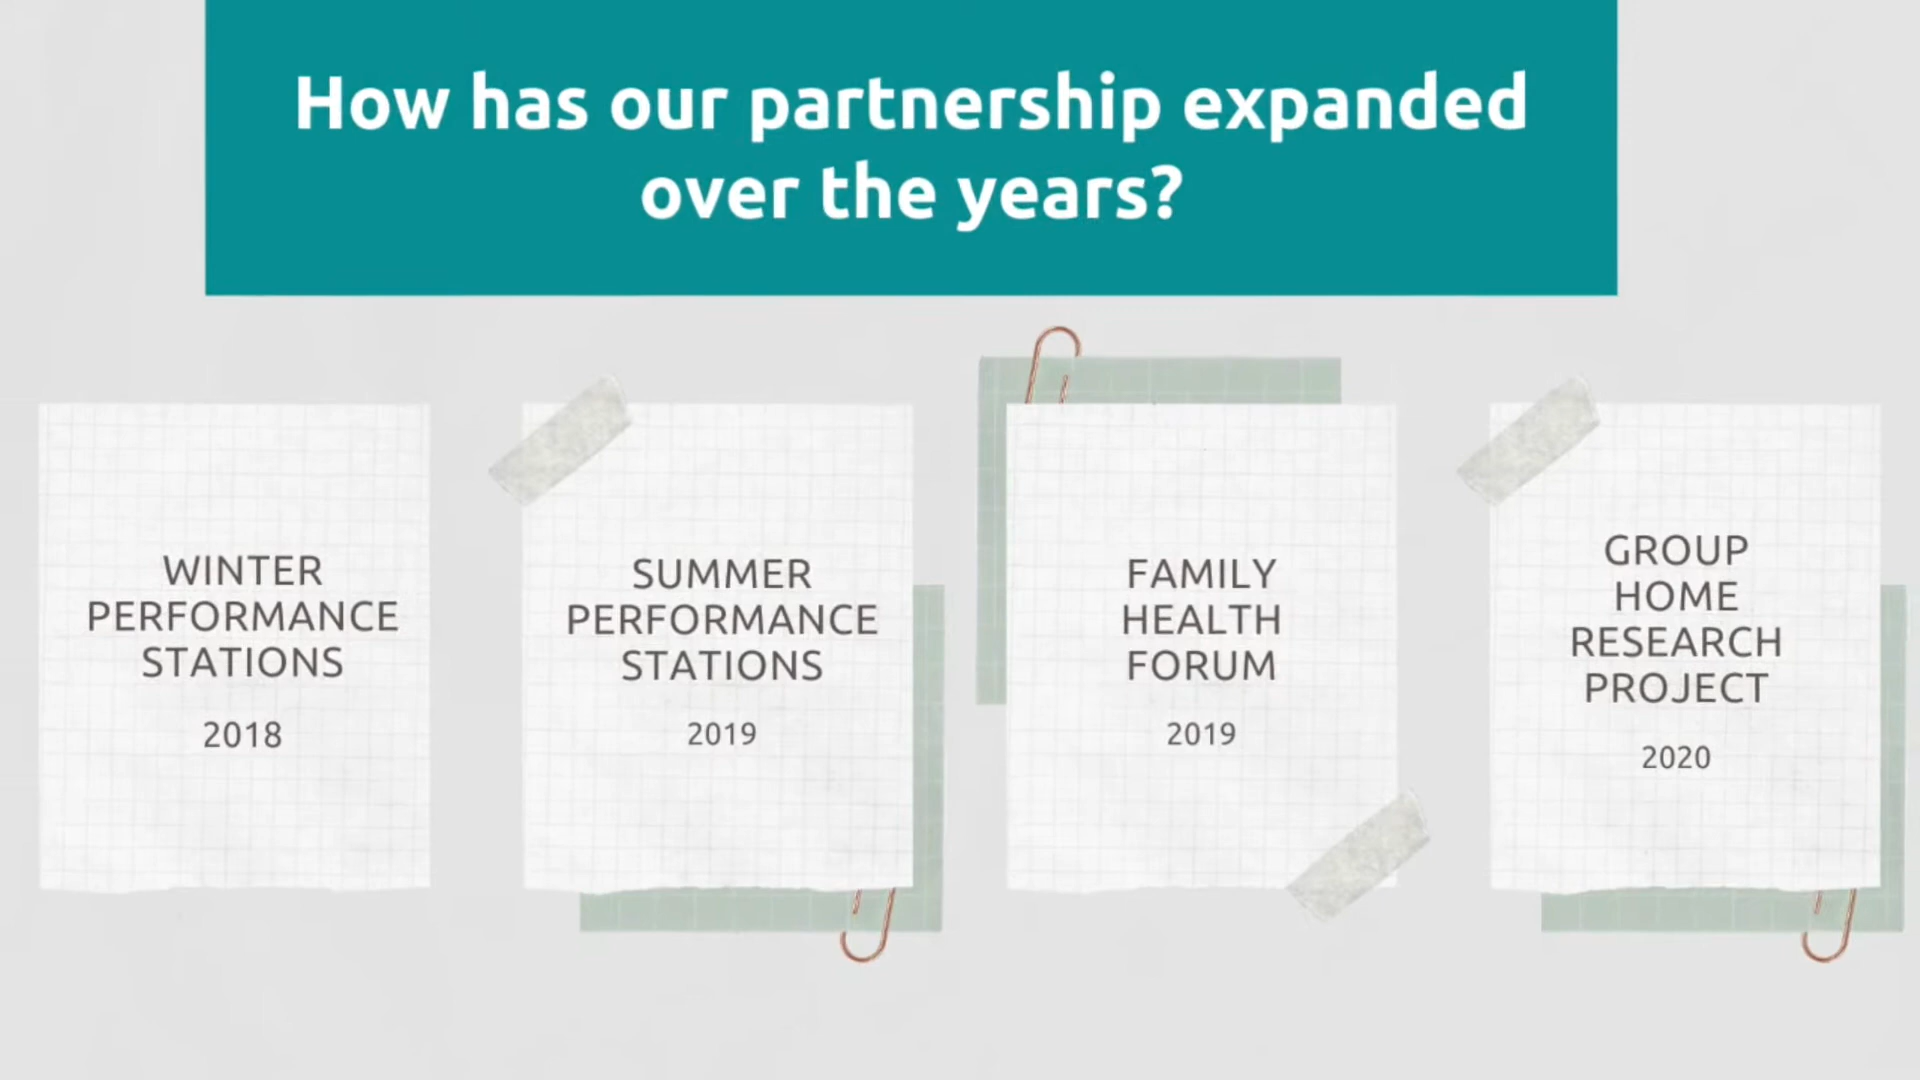 How has our partnership expanded
over the years?
WINTER
PERFORMANCE
STATIONS
2018
SUMMER
PERFORMANCE
STATIONS
2019
FAMILY
HEALTH
FORUM
2019
GROUP
HOME
RESEARCH
PROJECT
2020